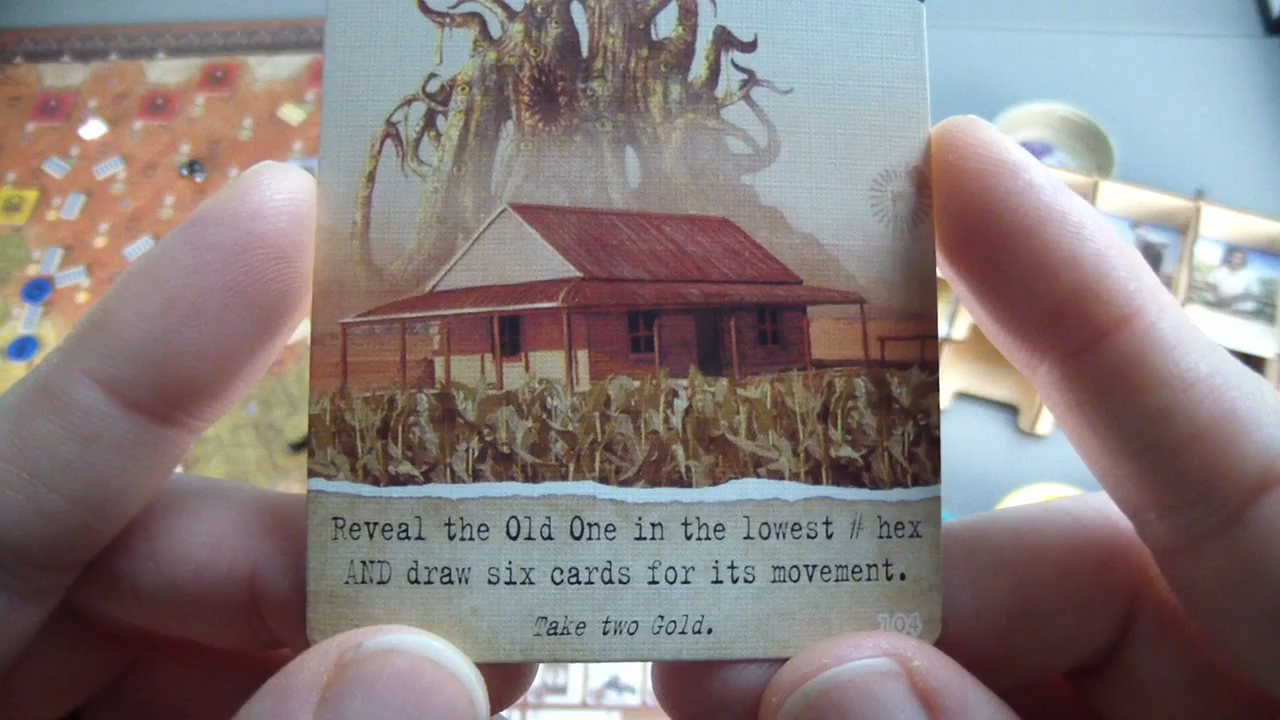 Reveal the Old One in the lowest # hex
AND draw six cards for its movement.
Take two Gold.
104